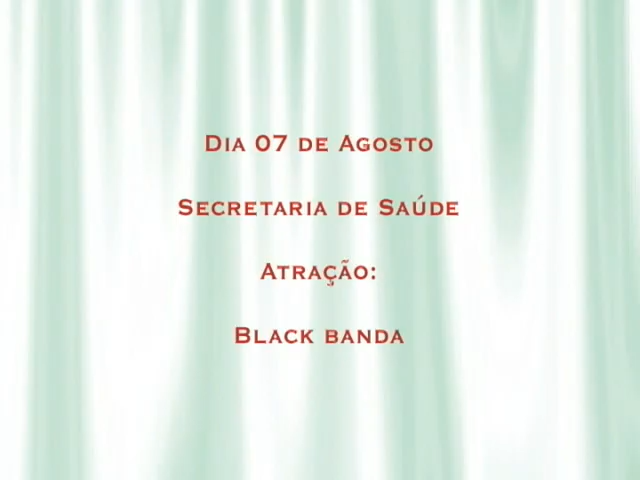 Dia 07 de Agosto
Secretaria de Saúde
Atração:
Black banda